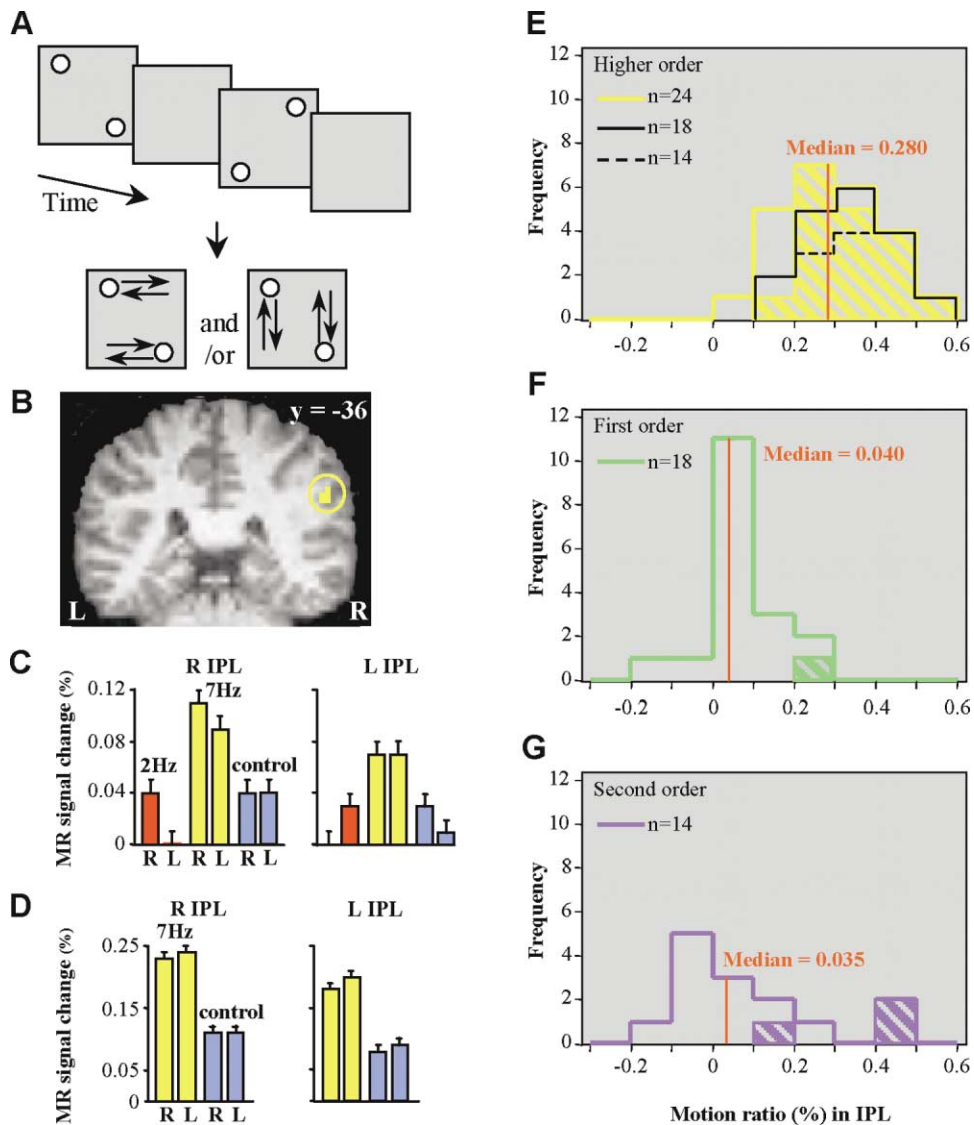 A
Time
and
/or
B
y = -36
L
R
C
R IPL
L IPL
MR signal change (%)
0.12
0.08
0.04
0
2Hz
7Hz
control
R L R L R L
D
R IPL
L IPL
MR signal change (%)
0.25
0.15
0.05
0
7Hz
control
R L R L
E
Higher order
n=24
n=18
n=14
Median = 0.280
Frequency
12
10
8
6
4
2
0
-0.2 0 0.2 0.4 0.6
F
First order
n=18
Median = 0.040
Frequency
12
10
8
6
4
2
0
-0.2 0 0.2 0.4 0.6
G
Second order
n=14
Median = 0.035
Frequency
12
10
8
6
4
2
0
-0.2 0 0.2 0.4 0.6
Motion ratio (%) in IPL